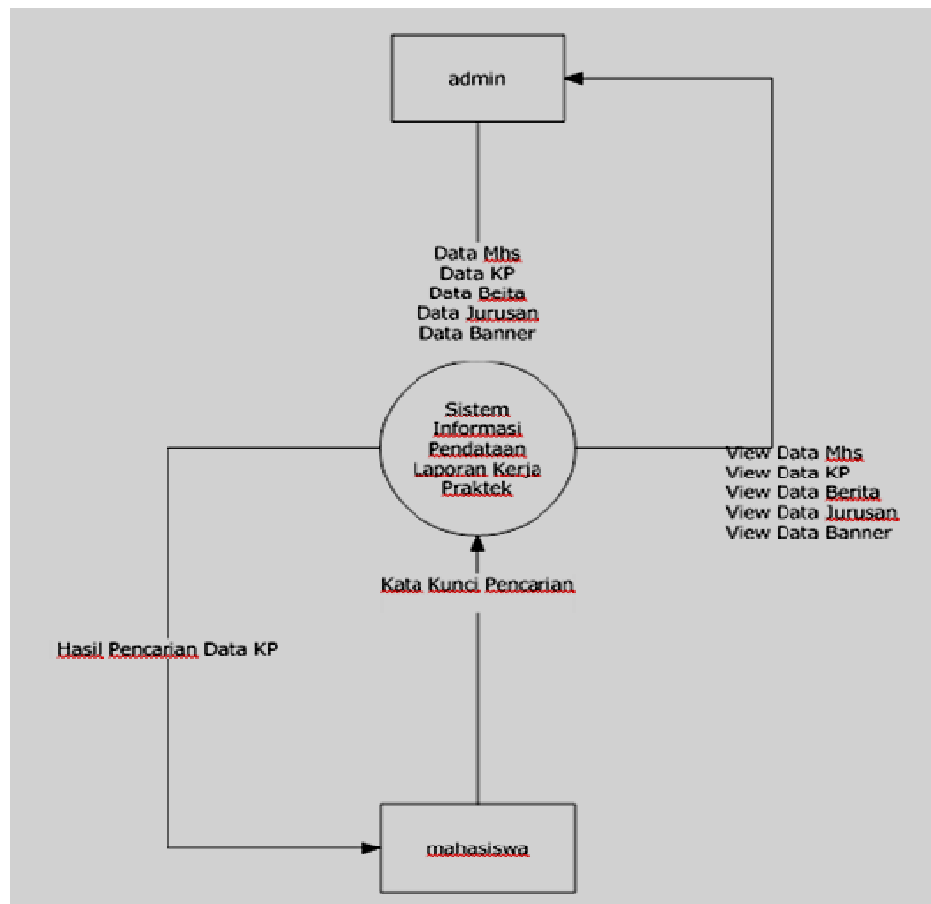 admin
Data Mhs
Data KP
Data Beita
Data Jurusan
Data Banner
Sistem
Informasi
Pendataan
Laporan Kerja
Praktek
View Data Mhs
View Data KP
View Data Berita
View Data Jurusan
View Data Banner
Kata Kunci Pencarian
Hasil Pencarian Data KP
mahasiswa